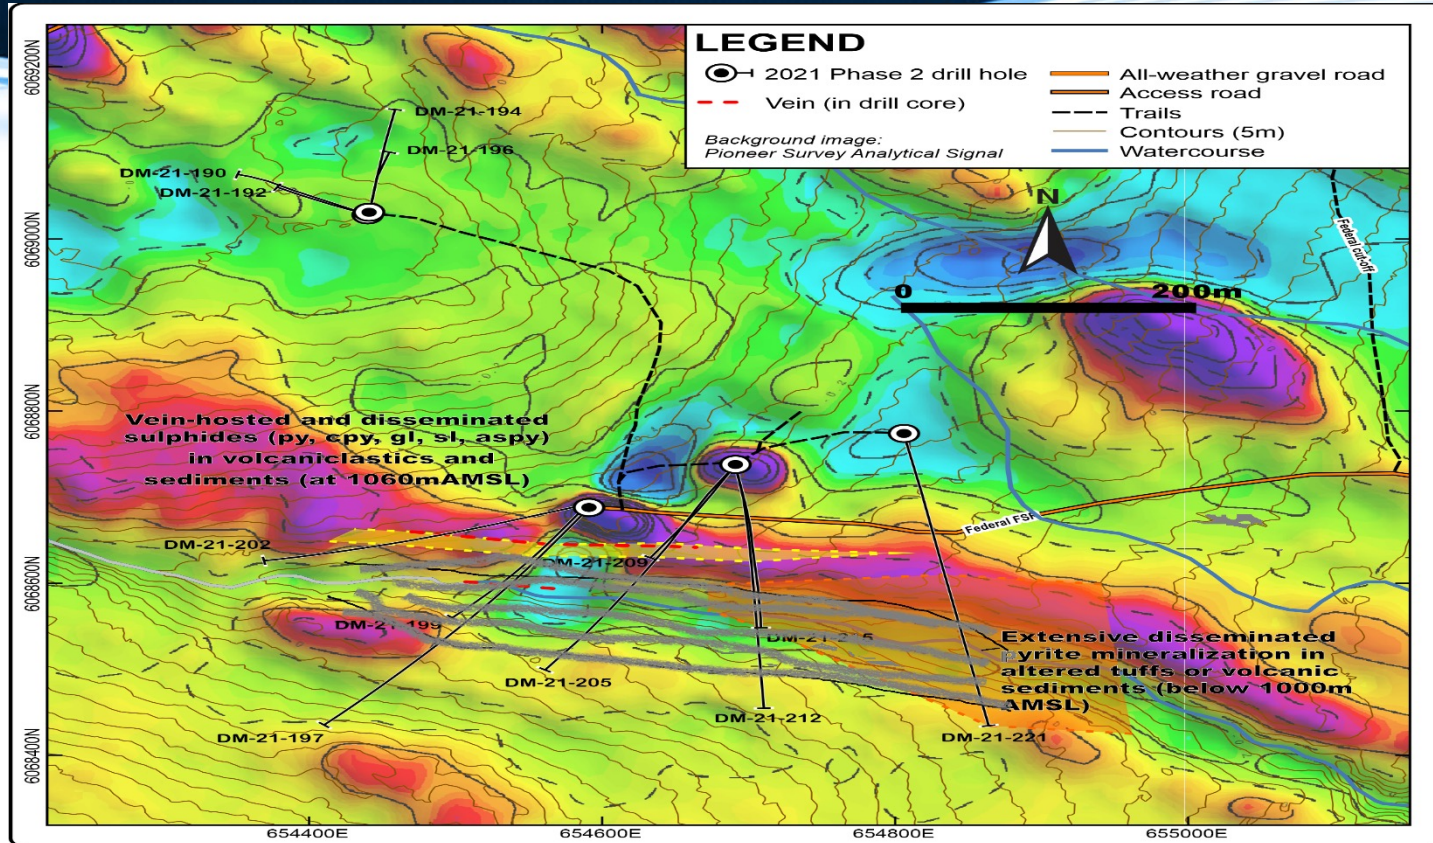 LEGEND
2021 Phase 2 drill hole
Vein (in drill core)
Background image:
Pioneer Survey Analytical Signal
All-weather gravel road
Access road
Trails
Contours (5m)
Watercourse
6069200N
6069000N
6068800N
6068600N
6068400N
DM-21-194
DM-21-196
DM-21-190
DM-21-192
N
0 200m
Federal cut-off
Vein-hosted and disseminated
sulphides (py, cpy, gl, sl, aspy)
in volcaniclastics and
sediments (at 1060mAMSL)
Federal FSR
DM-21-202
DM-21-209
DM-21-199
DM-21-205
DM-21-212
DM-21-197
DM-21-221
Extensive disseminated
mineralization in
altered tuffs or volcanic
sediments (below 1000m
AMSL)
654400E
654600E
654800E
655000E